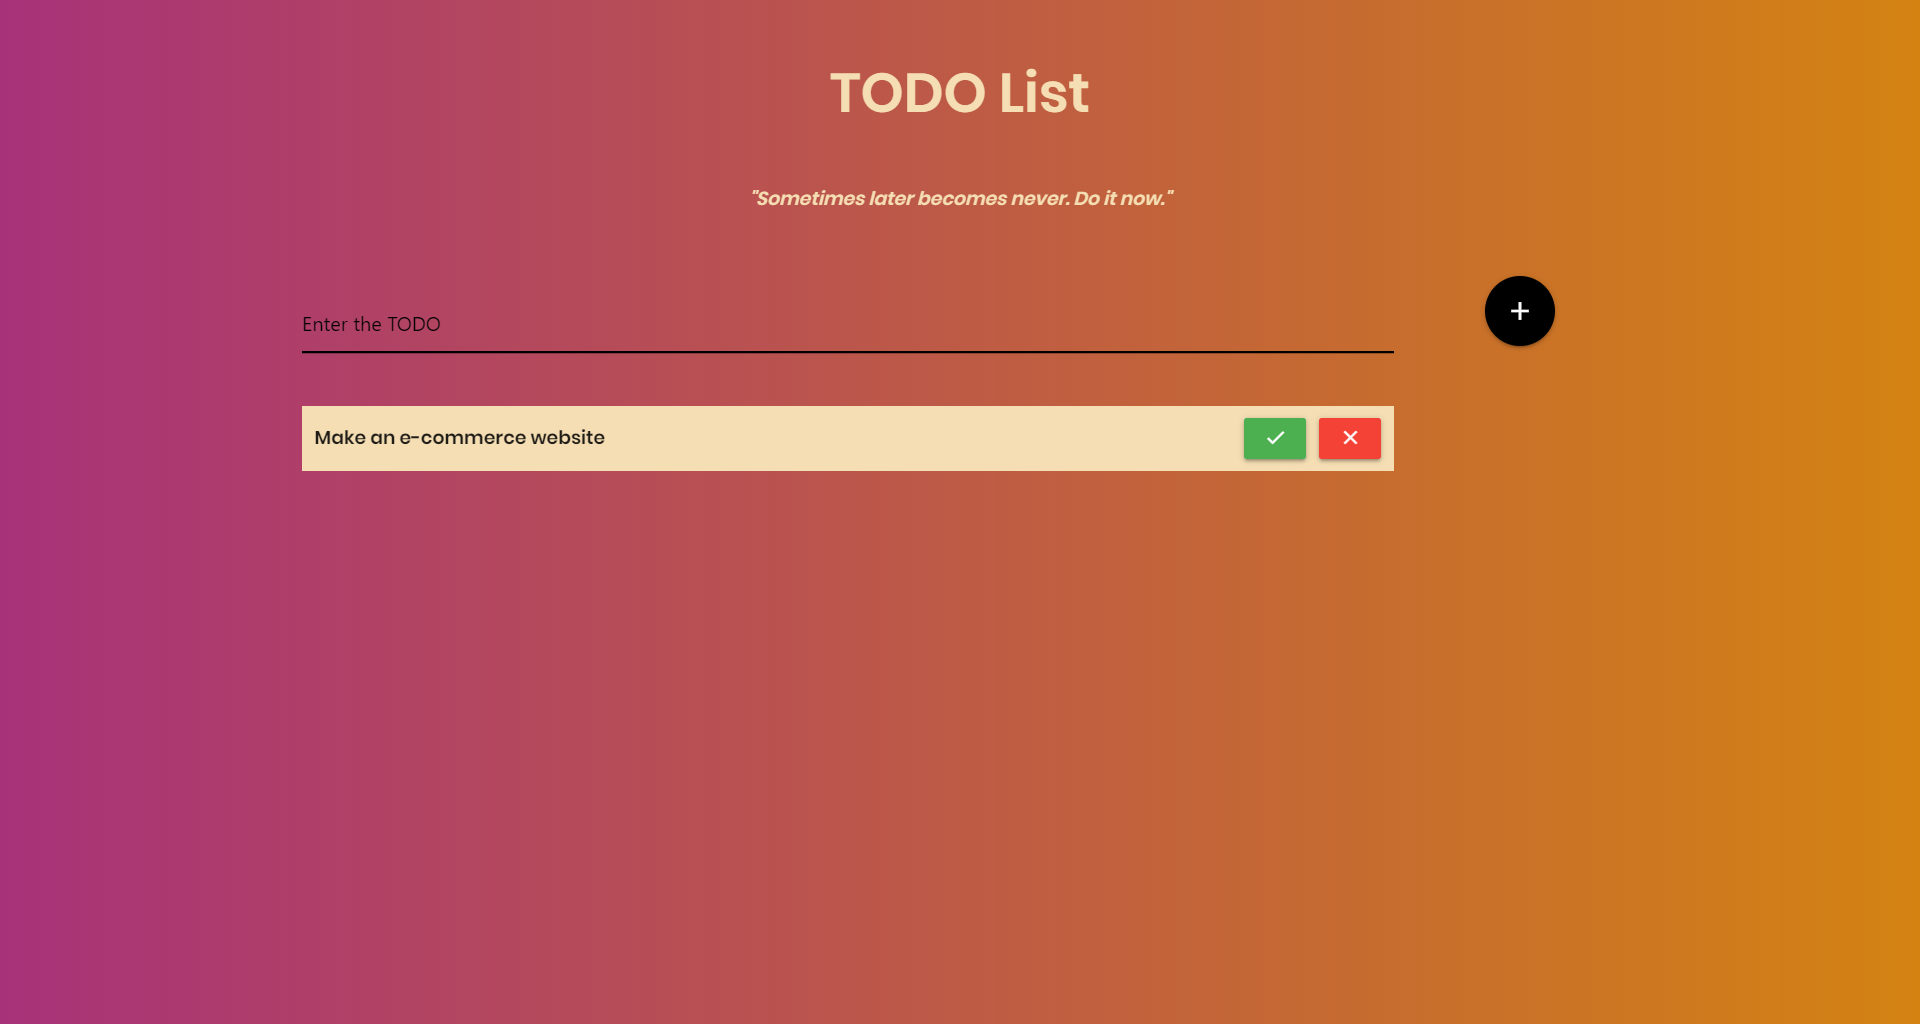 TODO List
"Sometimes later becomes never. Do it now."
Enter the TODO
Make an e-commerce website